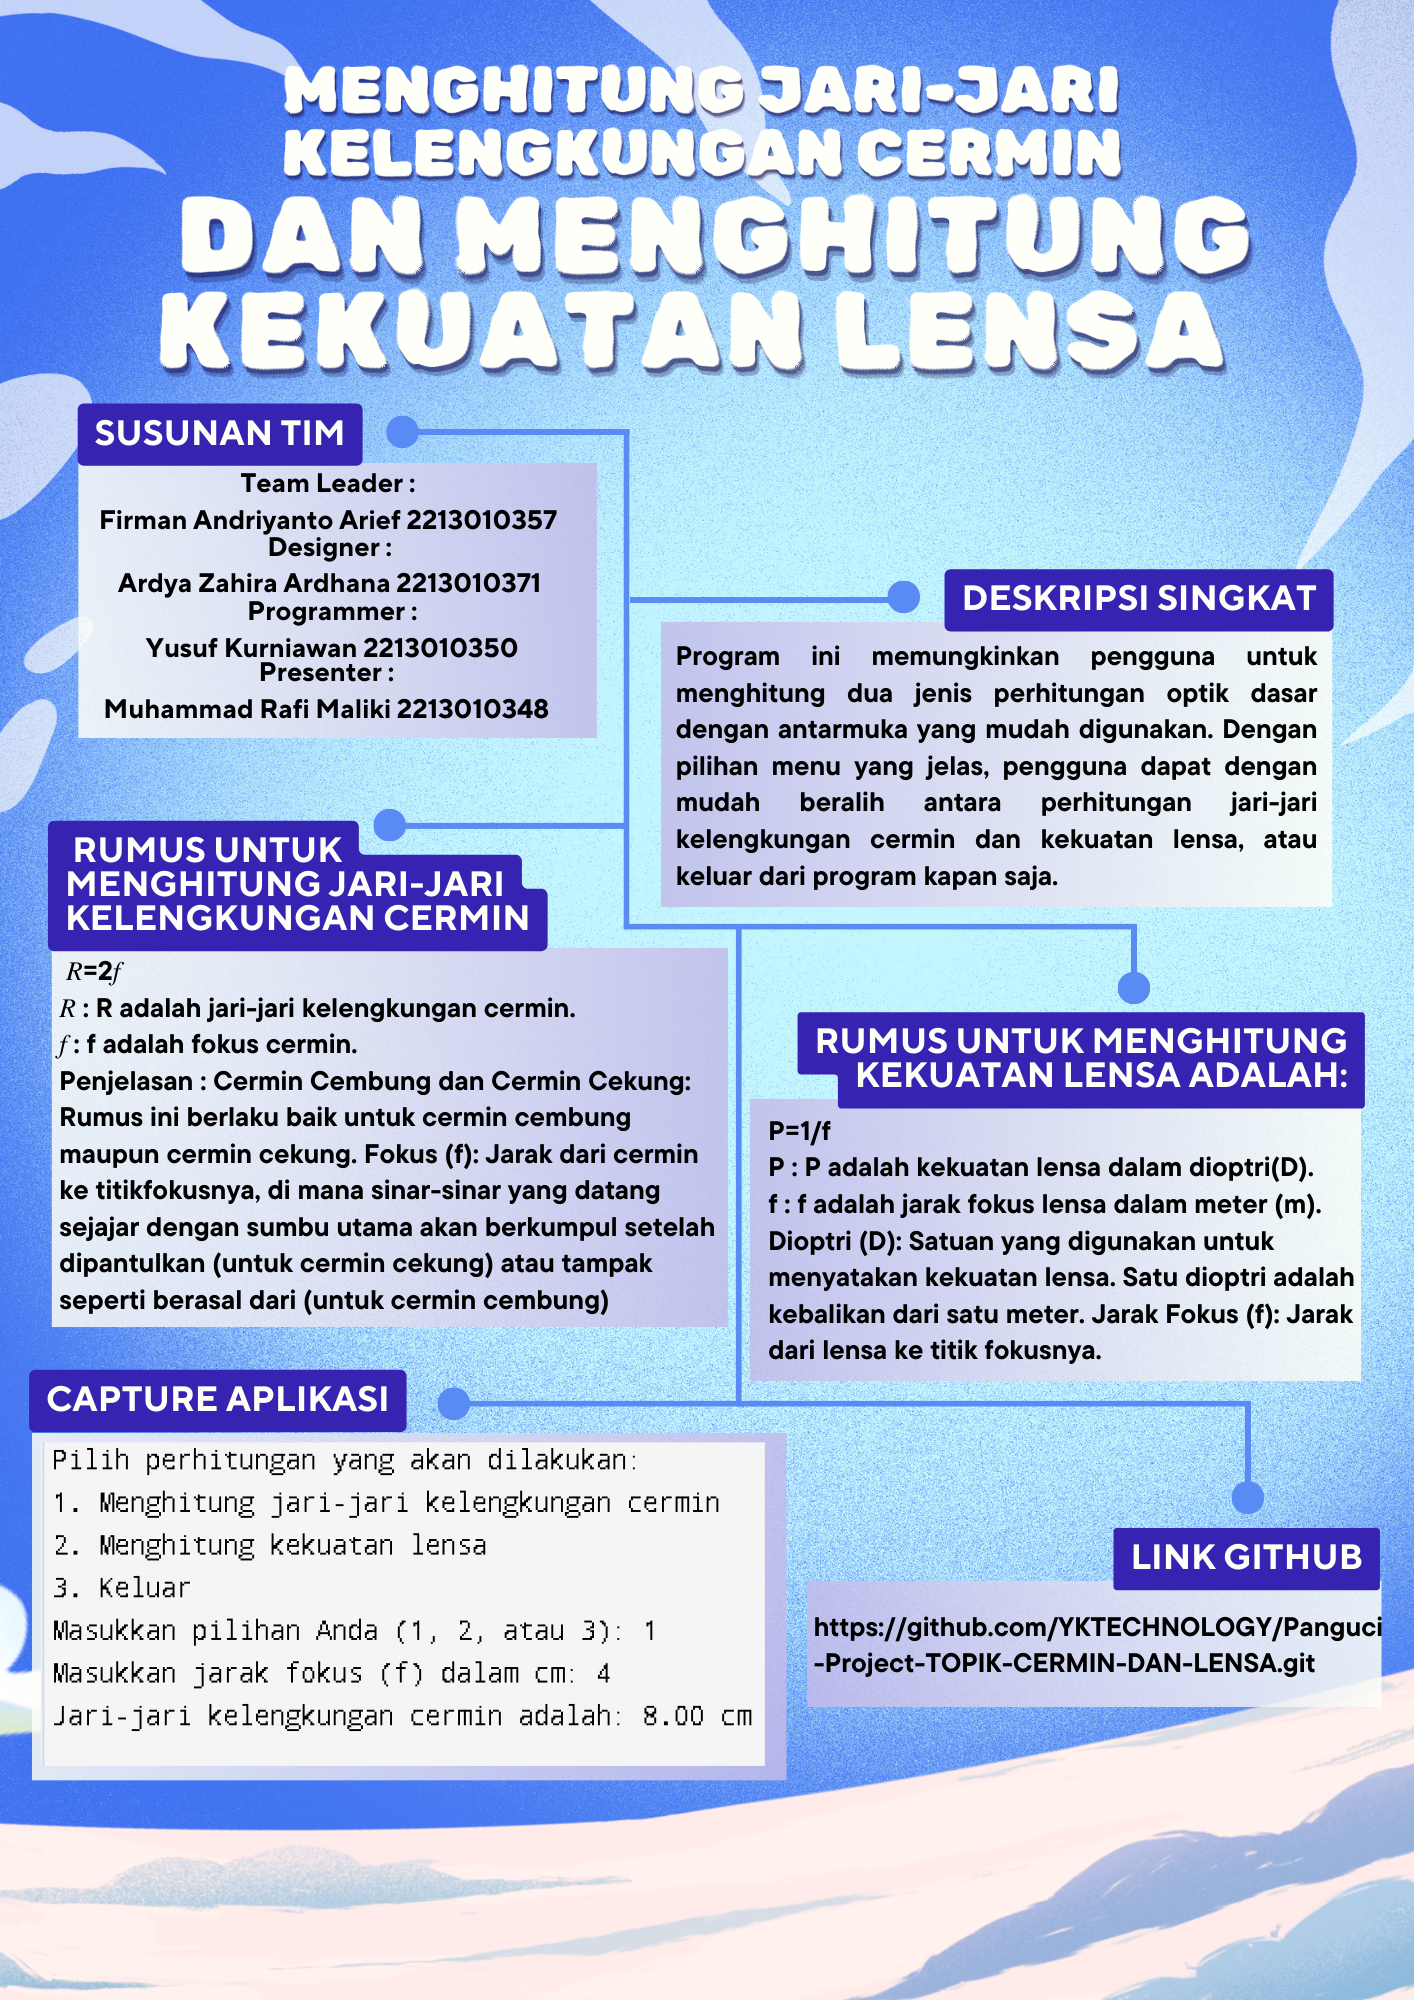 MENGHITUNG JARI-JARI
KELENGKUNGAN CERMIN
DAN MENGHITUNG
KEKUATAN LENSA
SUSUNAN TIM
Team Leader :
Firman Andriyanto Arief 2213010357
Designer :
Ardya Zahira Ardhana 2213010371
Programmer :
Yusuf Kurniawan 2213010350
Presenter :
Muhammad Rafi Maliki 2213010348
DESKRIPSI SINGKAT
Program ini memungkinkan pengguna untuk
menghitung dua jenis perhitungan optik dasar
dengan antarmuka yang mudah digunakan. Dengan
pilihan menu yang jelas, pengguna dapat dengan
mudah beralih antara perhitungan jari-jari
kelengkungan cermin dan kekuatan lensa, atau
keluar dari program kapan saja.
RUMUS UNTUK
MENGHITUNG JARI-JARI
KELENGKUNGAN CERMIN
R=2f
R : R adalah jari-jari kelengkungan cermin.
f : f adalah fokus cermin.
Penjelasan : Cermin Cembung dan Cermin Cekung:
Rumus ini berlaku baik untuk cermin cembung
maupun cermin cekung. Fokus (f): Jarak dari cermin
ke titikfokusnya, di mana sinar-sinar yang datang
sejajar dengan sumbu utama akan berkumpul setelah
dipantulkan (untuk cermin cekung) atau tampak
seperti berasal dari (untuk cermin cembung)
RUMUS UNTUK MENGHITUNG
KEKUATAN LENSA ADALAH:
P=1/f
P : P adalah kekuatan lensa dalam dioptri(D).
f : f adalah jarak fokus lensa dalam meter (m).
Dioptri (D): Satuan yang digunakan untuk
menyatakan kekuatan lensa. Satu dioptri adalah
kebalikan dari satu meter. Jarak Fokus (f): Jarak
dari lensa ke titik fokusnya.
CAPTURE APLIKASI
Pilih perhitungan yang akan dilakukan:
1. Menghitung jari-jari kelengkungan cermin
2. Menghitung kekuatan lensa
3. Keluar
Masukkan pilihan Anda (1, 2, atau 3): 1
Masukkan jarak fokus (f) dalam cm: 4
Jari-jari kelengkungan cermin adalah: 8.00 cm
LINK GITHUB
https://github.com/YKTECHNOLOGY/Panguci
-Project-TOPIK-CERMIN-DAN-LENSA.git